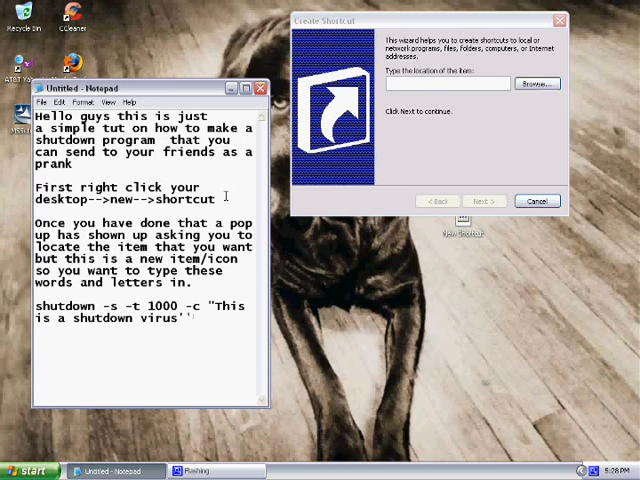 Recycle Bin
CCleaner
Create Shortcut
This wizard helps you to create shortcuts to local or
network programs, files, folders, computers, or Internet
addresses.
Type the location of the item:
Browse...
Click Next to continue.
< Back
Next >
Cancel
New Shortcut
Untitled - Notepad
File Edit Format View Help
Hello guys this is just
a simple tut on how to make a
shutdown program  that you
can send to your friends as a
prank
First right click your
desktop-->new-->shortcut
Once you have done that a pop
up has shown up asking you to
locate the item that you want
but this is a new item/icon
so you want to type these
words and letters in.
shutdown -s -t 1000 -c "This
is a shutdown virus''
start
Untitled - Notepad
Flashing
5:28 PM